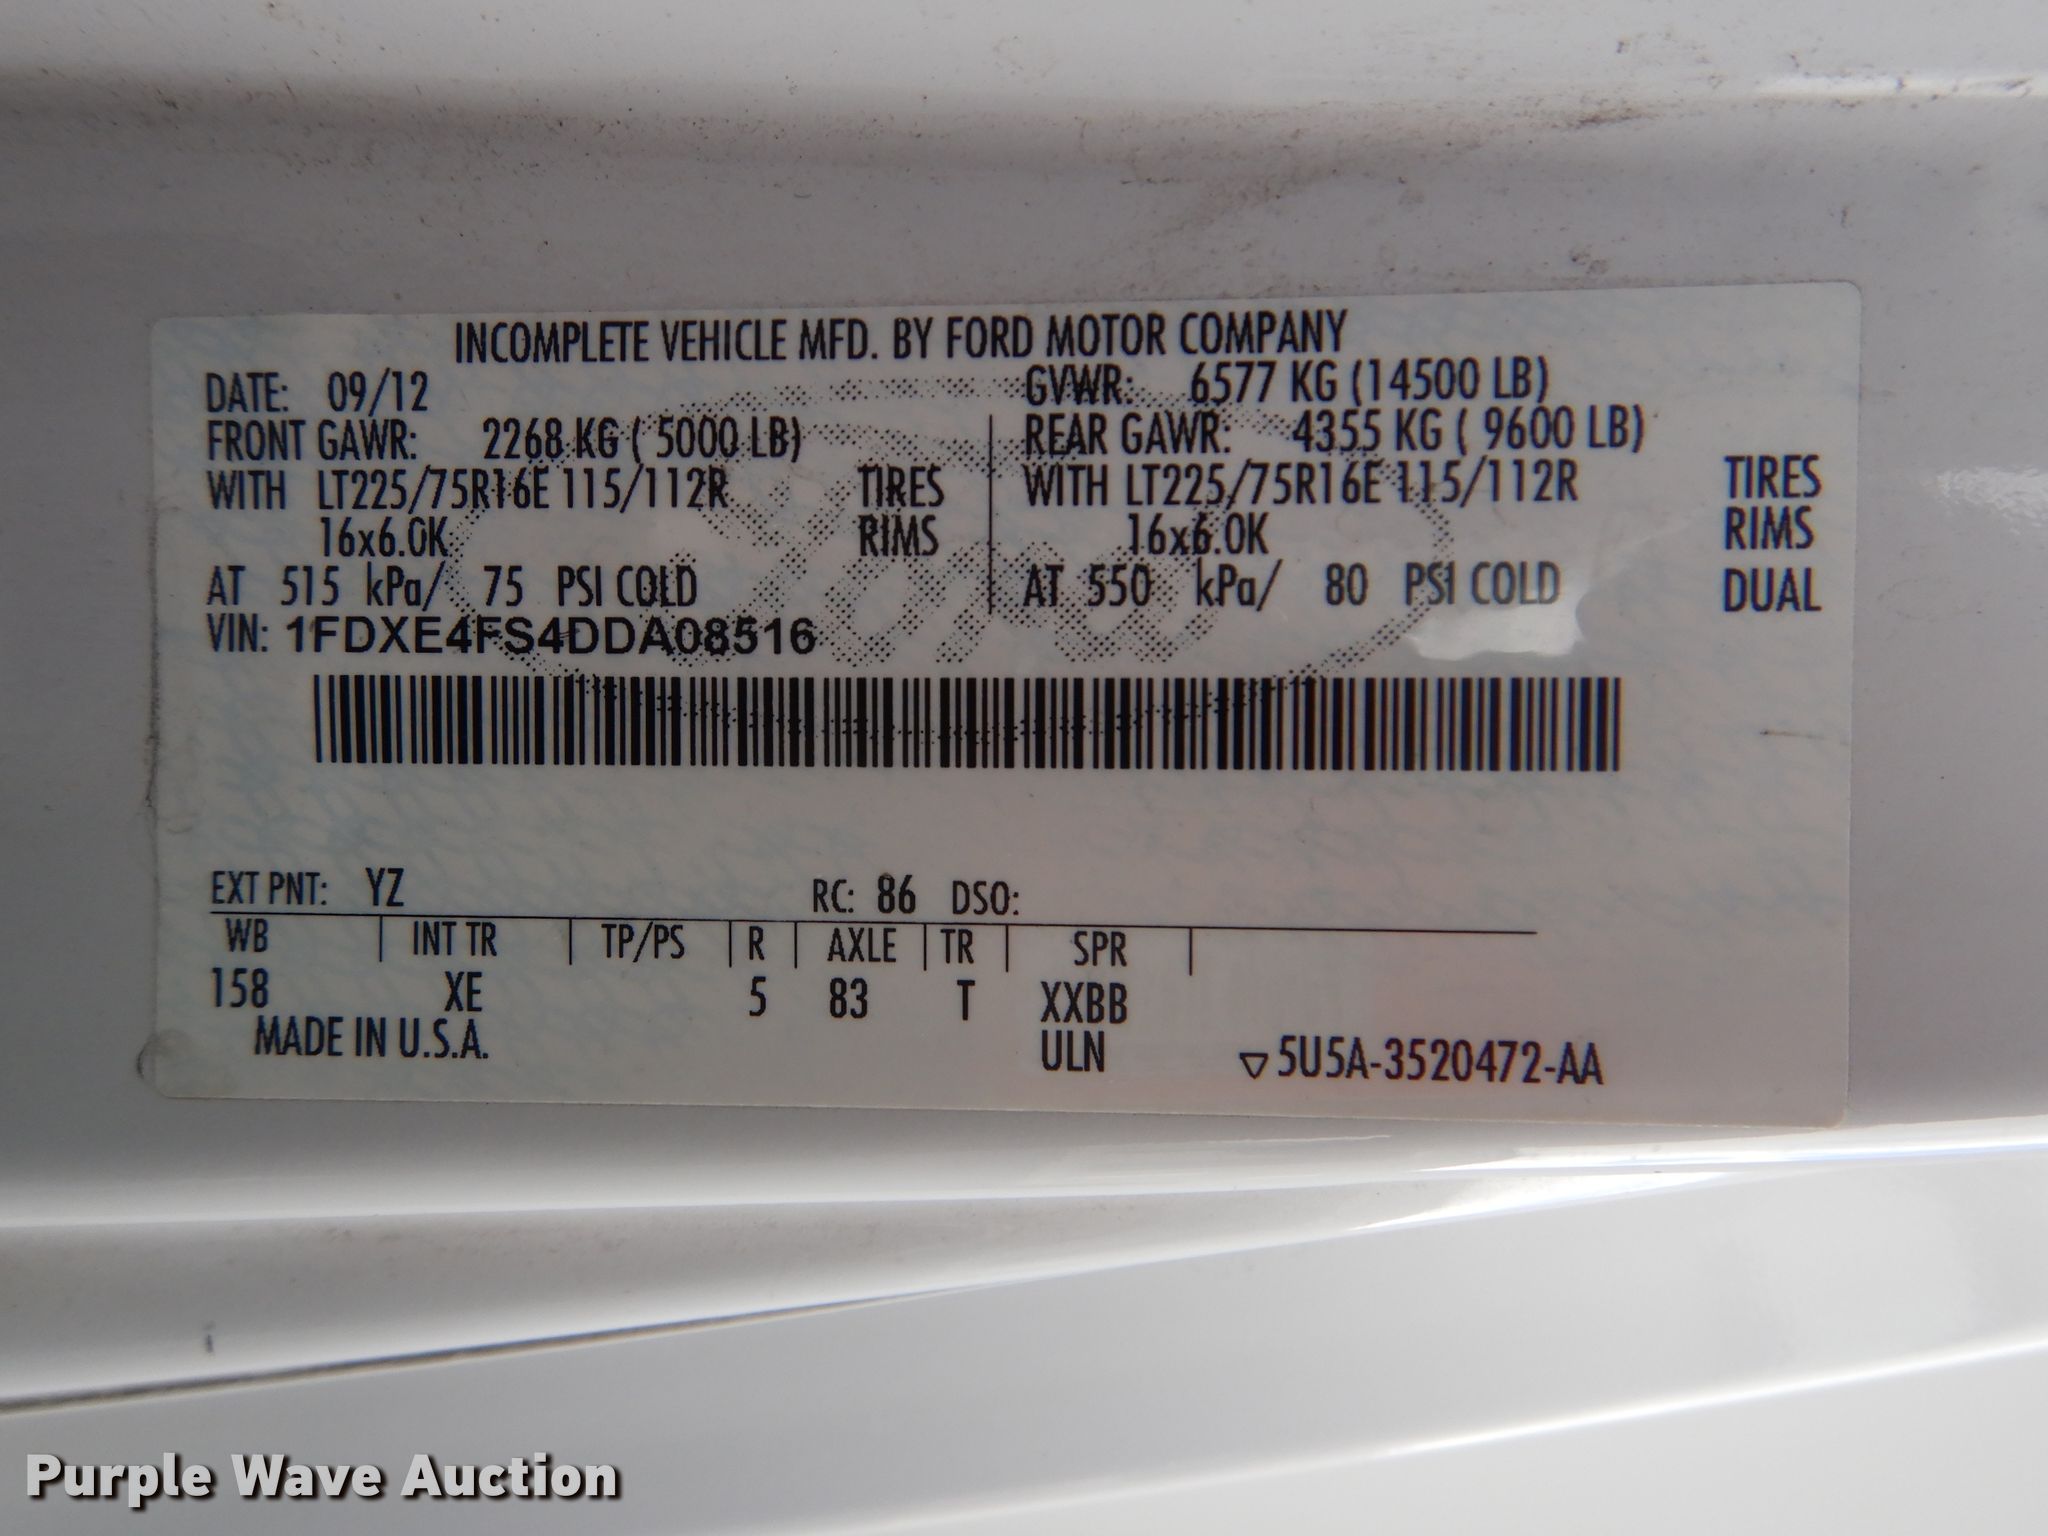 INCOMPLETE VEHICLE MFD. BY FORD MOTOR COMPANY
DATE: 09/12 GVWR: 6577 KG (14500 LB)
FRONT GAWR: 2268 KG ( 5000 LB) REAR GAWR: 4355 KG ( 9600 LB)
WITH LT225/75R16E 115/112R TIRES WITH LT225/75R16E 115/112R TIRES
16x6.0K RIMS 16x6.0K RIMS
AT 515 kPa/ 75 PSI COLD AT 550 kPa/ 80 PSI COLD DUAL
VIN: 1FDXE4FS4DDA08516
EXT PNT: YZ RC: 86 DSO:
WB INT TR TP/PS R AXLE TR SPR
158 XE 5 83 T XXBB
MADE IN U.S.A. ULN ▽5U5A-3520472-AA
Purple Wave Auction